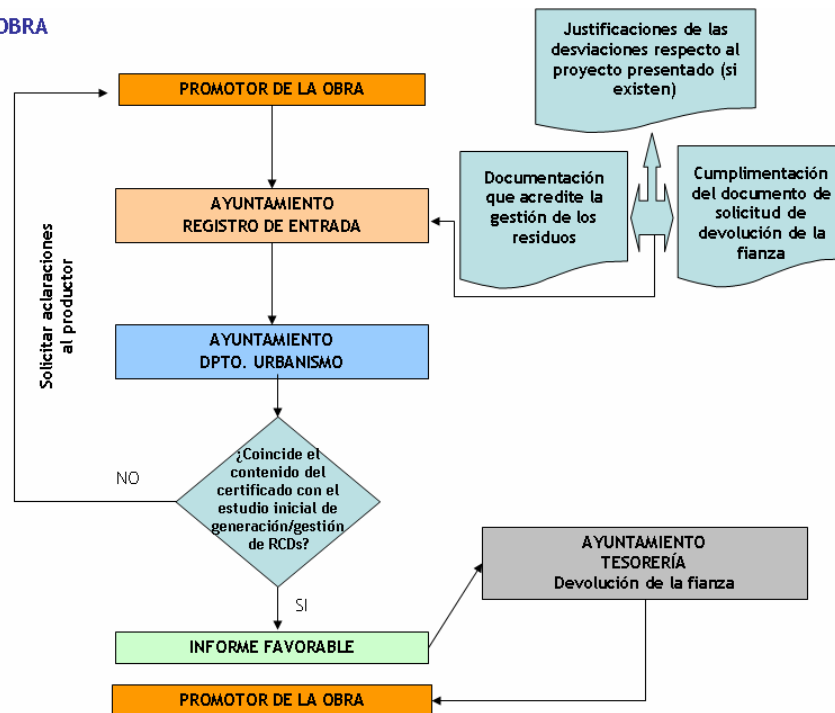 OBRA
Justificaciones de las
desviaciones respecto al
proyecto presentado (si
existen)
PROMOTOR DE LA OBRA
Documentación
que acredite la
gestión de los
residuos
Cumplimentación
del documento de
solicitud de
devolución de la
fianza
AYUNTAMIENTO
REGISTRO DE ENTRADA
Solicitar aclaraciones
al productor
AYUNTAMIENTO
DPTO. URBANISMO
¿Coincide el
contenido del
certificado con el
estudio inicial de
generación/gestión
de RCDs?
NO
SI
AYUNTAMIENTO
TESORERÍA
Devolución de la fianza
INFORME FAVORABLE
PROMOTOR DE LA OBRA